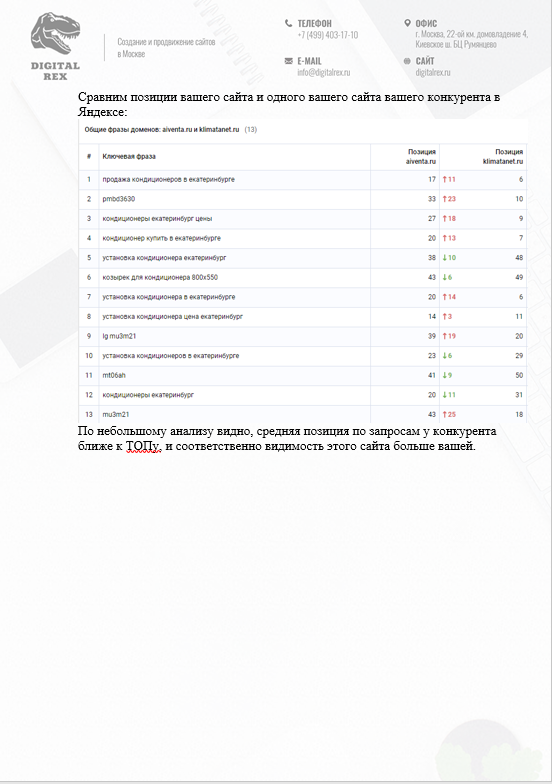 DIGITAL
REX
Создание и продвижение сайтов
в Москве
ТЕЛЕФОН
+7 (499) 403-17-10
E-MAIL
info@digitalrex.ru
ОФИС
г. Москва, 22-ой км. домовладение 4,
Киевское ш. БЦ Румянцево
САЙТ
digitalrex.ru
Сравним позиции вашего сайта и одного вашего сайта вашего конкурента в
Яндексе:
Общие фразы доменов: aiventa.ru и klimatanet.ru (13)
# Ключевая фраза Позиция aiventa.ru Позиция klimatanet.ru
1 продажа кондиционеров в екатеринбурге 17 ↑11 6
2 pmbd3630 33 ↑23 10
3 кондиционеры екатеринбург цены 27 ↑18 9
4 кондиционер купить в екатеринбурге 20 ↑13 7
5 установка кондиционера екатеринбург 38 ↓10 48
6 козырек для кондиционера 800x550 43 ↓6 49
7 установка кондиционера в екатеринбурге 20 ↑14 6
8 установка кондиционера цена екатеринбург 14 ↑3 11
9 lg mu3m21 39 ↑19 20
10 установка кондиционеров в екатеринбурге 23 ↓6 29
11 mt06ah 41 ↓9 50
12 кондиционеры екатеринбург 20 ↓11 31
13 mu3m21 43 ↑25 18
По небольшому анализу видно, средняя позиция по запросам у конкурента
ближе к ТОПу, и соответственно видимость этого сайта больше вашей.